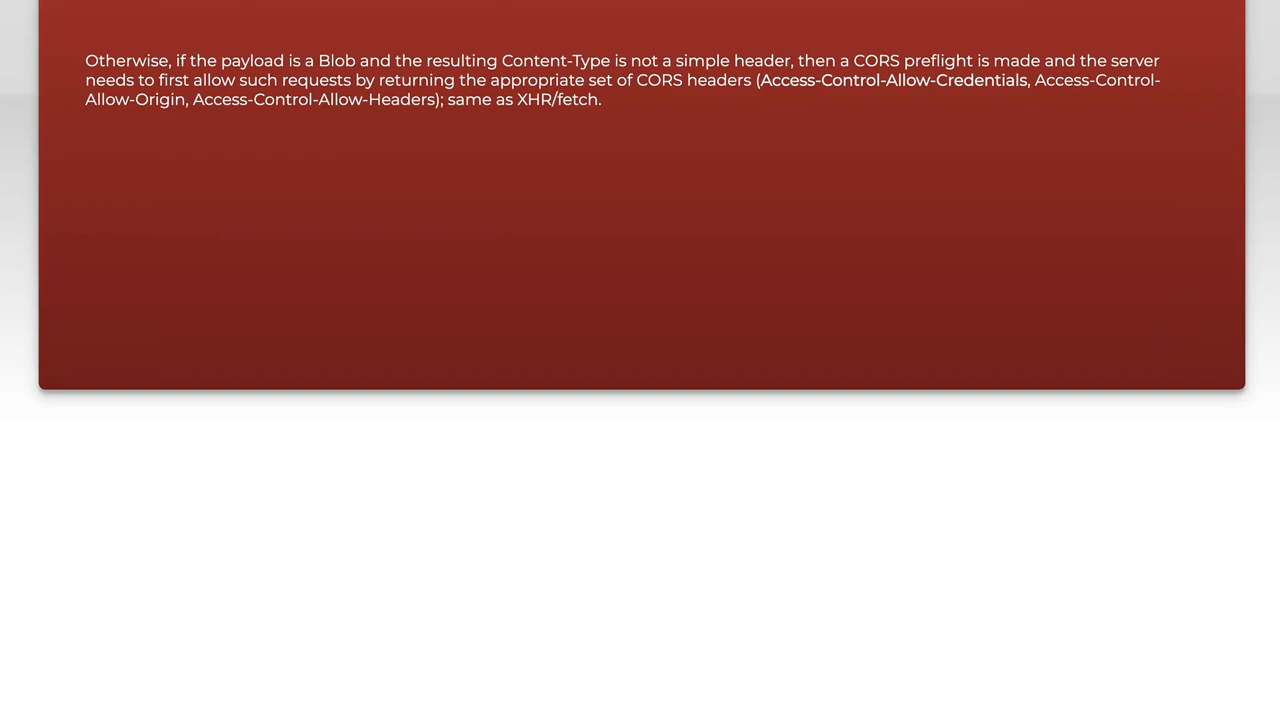 Otherwise, if the payload is a Blob and the resulting Content-Type is not a simple header, then a CORS preflight is made and the server
needs to first allow such requests by returning the appropriate set of CORS headers (Access-Control-Allow-Credentials, Access-Control-
Allow-Origin, Access-Control-Allow-Headers); same as XHR/fetch.